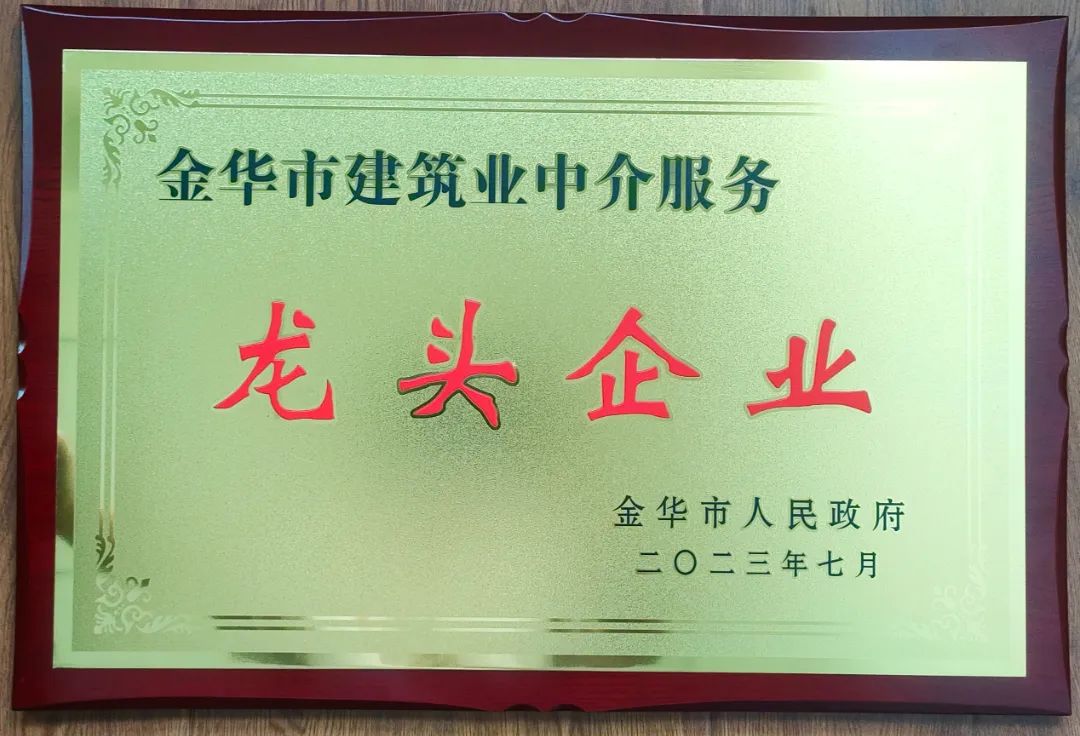 金华市建筑业中介服务
龙头企业
金华市人民政府
二〇二三年七月